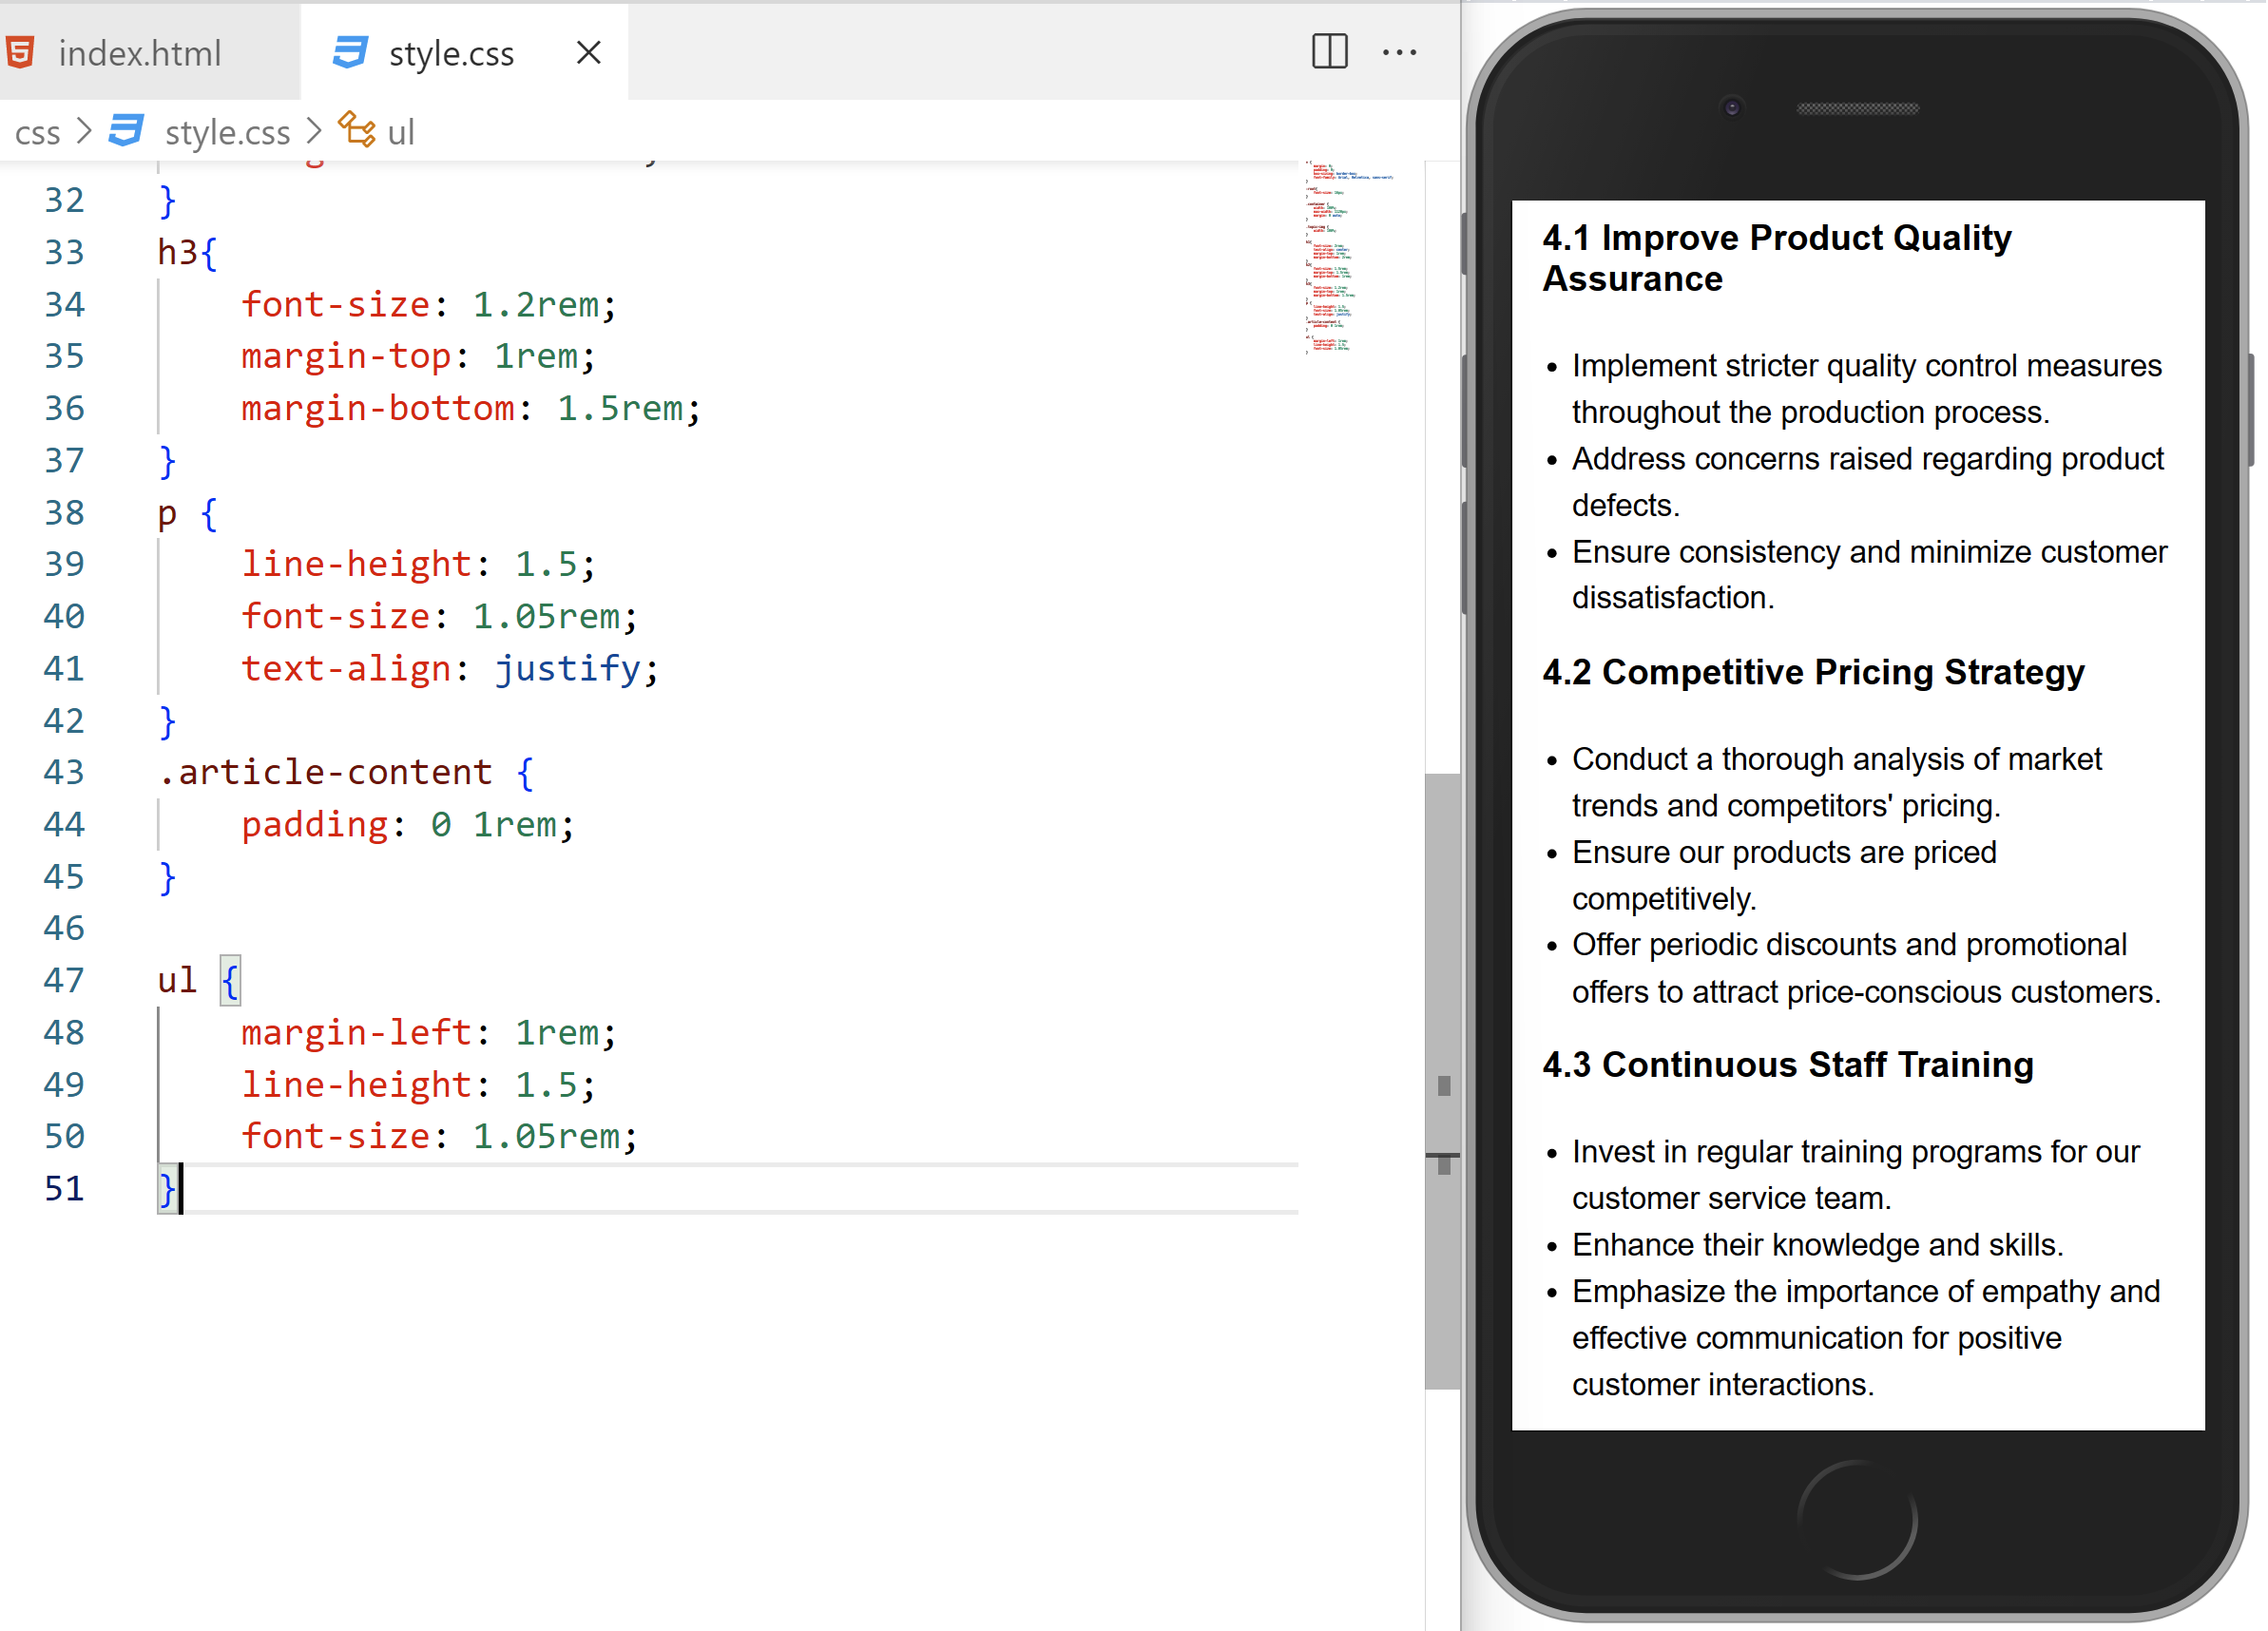 index.html
style.css
css > style.css > ul
32 }
33 h3{
34 font-size: 1.2rem;
35 margin-top: 1rem;
36 margin-bottom: 1.5rem;
37 }
38 p {
39 line-height: 1.5;
40 font-size: 1.05rem;
41 text-align: justify;
42 }
43 .article-content {
44 padding: 0 1rem;
45 }
46
47 ul {
48 margin-left: 1rem;
49 line-height: 1.5;
50 font-size: 1.05rem;
51 }
4.1 Improve Product Quality
Assurance
• Implement stricter quality control measures
throughout the production process.
• Address concerns raised regarding product
defects.
• Ensure consistency and minimize customer
dissatisfaction.
4.2 Competitive Pricing Strategy
• Conduct a thorough analysis of market
trends and competitors' pricing.
• Ensure our products are priced
competitively.
• Offer periodic discounts and promotional
offers to attract price-conscious customers.
4.3 Continuous Staff Training
• Invest in regular training programs for our
customer service team.
• Enhance their knowledge and skills.
• Emphasize the importance of empathy and
effective communication for positive
customer interactions.